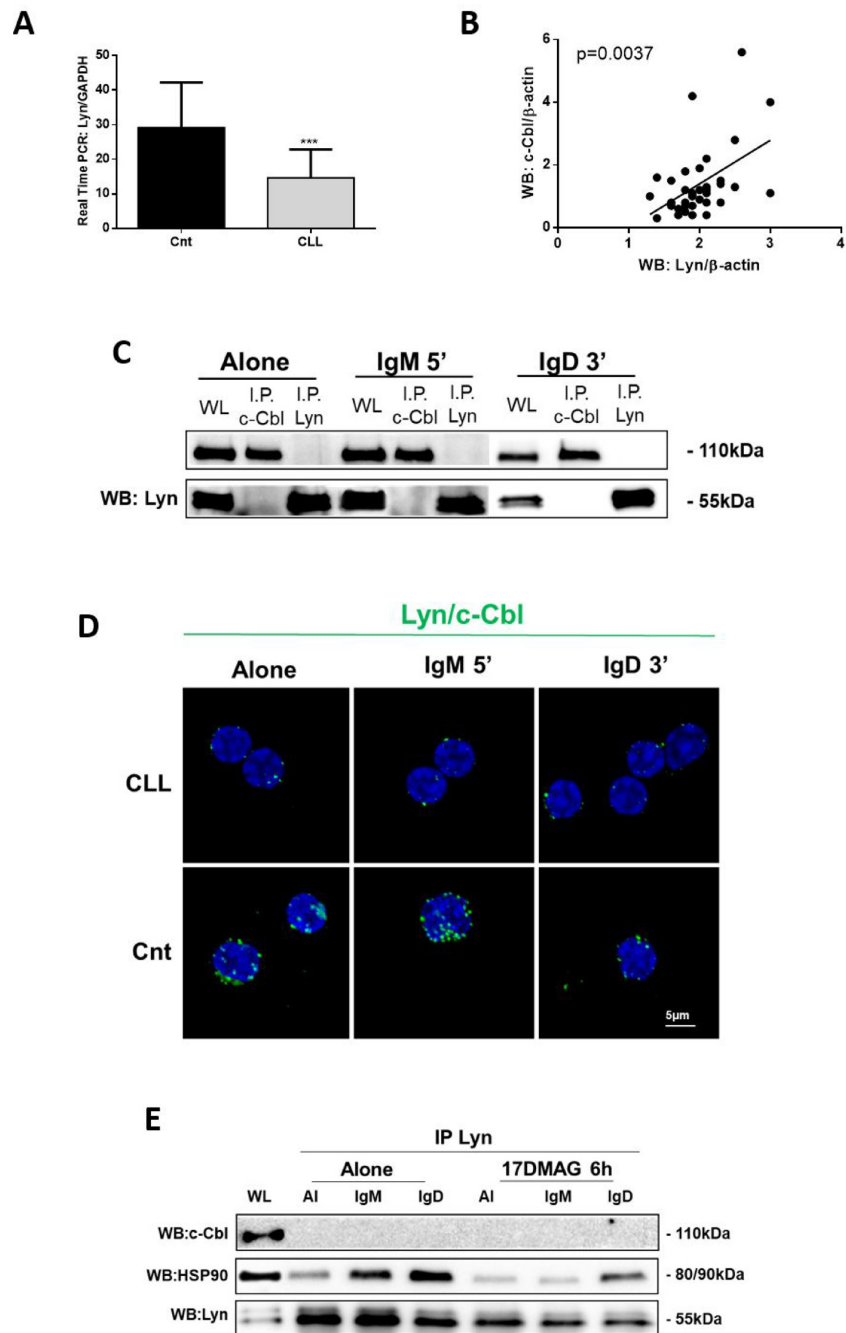 A
Real Time PCR: Lyn/GAPDH
50
40
30
20
10
0
***
Cnt
CLL
B
p=0.0037
WB: c-Cbl/β-actin
6
4
2
0
0
1
2
3
4
WB: Lyn/β-actin
C
Alone
IgM 5’
IgD 3’
WL
I.P. c-Cbl
I.P. Lyn
WL
I.P. c-Cbl
I.P. Lyn
WL
I.P. c-Cbl
I.P. Lyn
- 110kDa
WB: Lyn
- 55kDa
D
Lyn/c-Cbl
Alone
IgM 5’
IgD 3’
CLL
Cnt
5µm
E
IP Lyn
Alone
17DMAG 6h
WL
Al
IgM
IgD
Al
IgM
IgD
WB:c-Cbl
- 110kDa
WB:HSP90
- 80/90kDa
WB:Lyn
- 55kDa